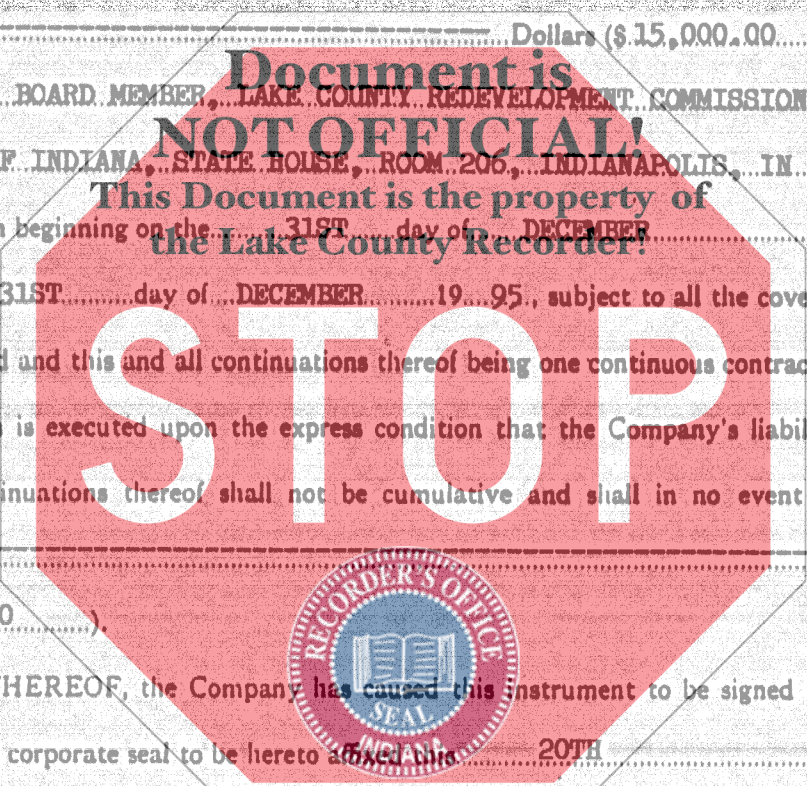 Dollars ($ 15,000.00
Document is
BOARD MEMBER, LAKE COUNTY REDEVELOPMENT COMMISSION
NOT OFFICIAL!
F INDIANA, STATE HOUSE, ROOM 206, INDIANAPOLIS, IN
This Document is the property of
beginning on the 31ST day of DECEMBER
the Lake County Recorder!
31ST day of DECEMBER 19 95, subject to all the cove
d and this and all continuations thereof being one continuous contrac
STOP
is executed upon the express condition that the Company's liabil
inuations thereof shall not be cumulative and shall in no event
0 ).
RECORDER'S OFFICE
SEAL
INDIANA
HEREOF, the Company has caused this instrument to be signed
corporate seal to be hereto affixed this 20TH